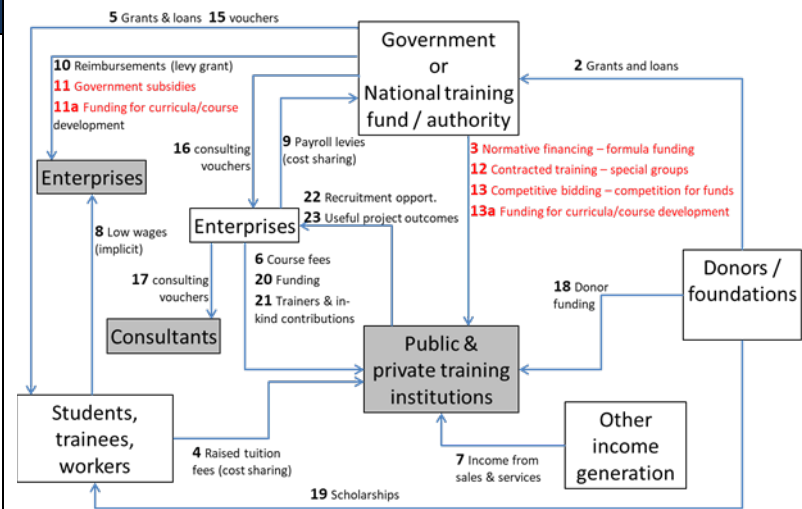 5 Grants & loans 15 vouchers
Government
or
National training
fund / authority
2 Grants and loans
10 Reimbursements (levy grant)
11 Government subsidies
11a Funding for curricula/course
development
16 consulting
vouchers
9 Payroll levies
(cost sharing)
3 Normative financing – formula funding
12 Contracted training – special groups
13 Competitive bidding – competition for funds
13a Funding for curricula/course development
Enterprises
22 Recruitment opport.
23 Useful project outcomes
Enterprises
8 Low wages
(implicit)
6 Course fees
20 Funding
21 Trainers & in-
kind contributions
17 consulting
vouchers
Consultants
18 Donor
funding
Donors /
foundations
Public &
private training
institutions
Students,
trainees,
workers
4 Raised tuition
fees (cost sharing)
7 Income from
sales & services
Other
income
generation
19 Scholarships